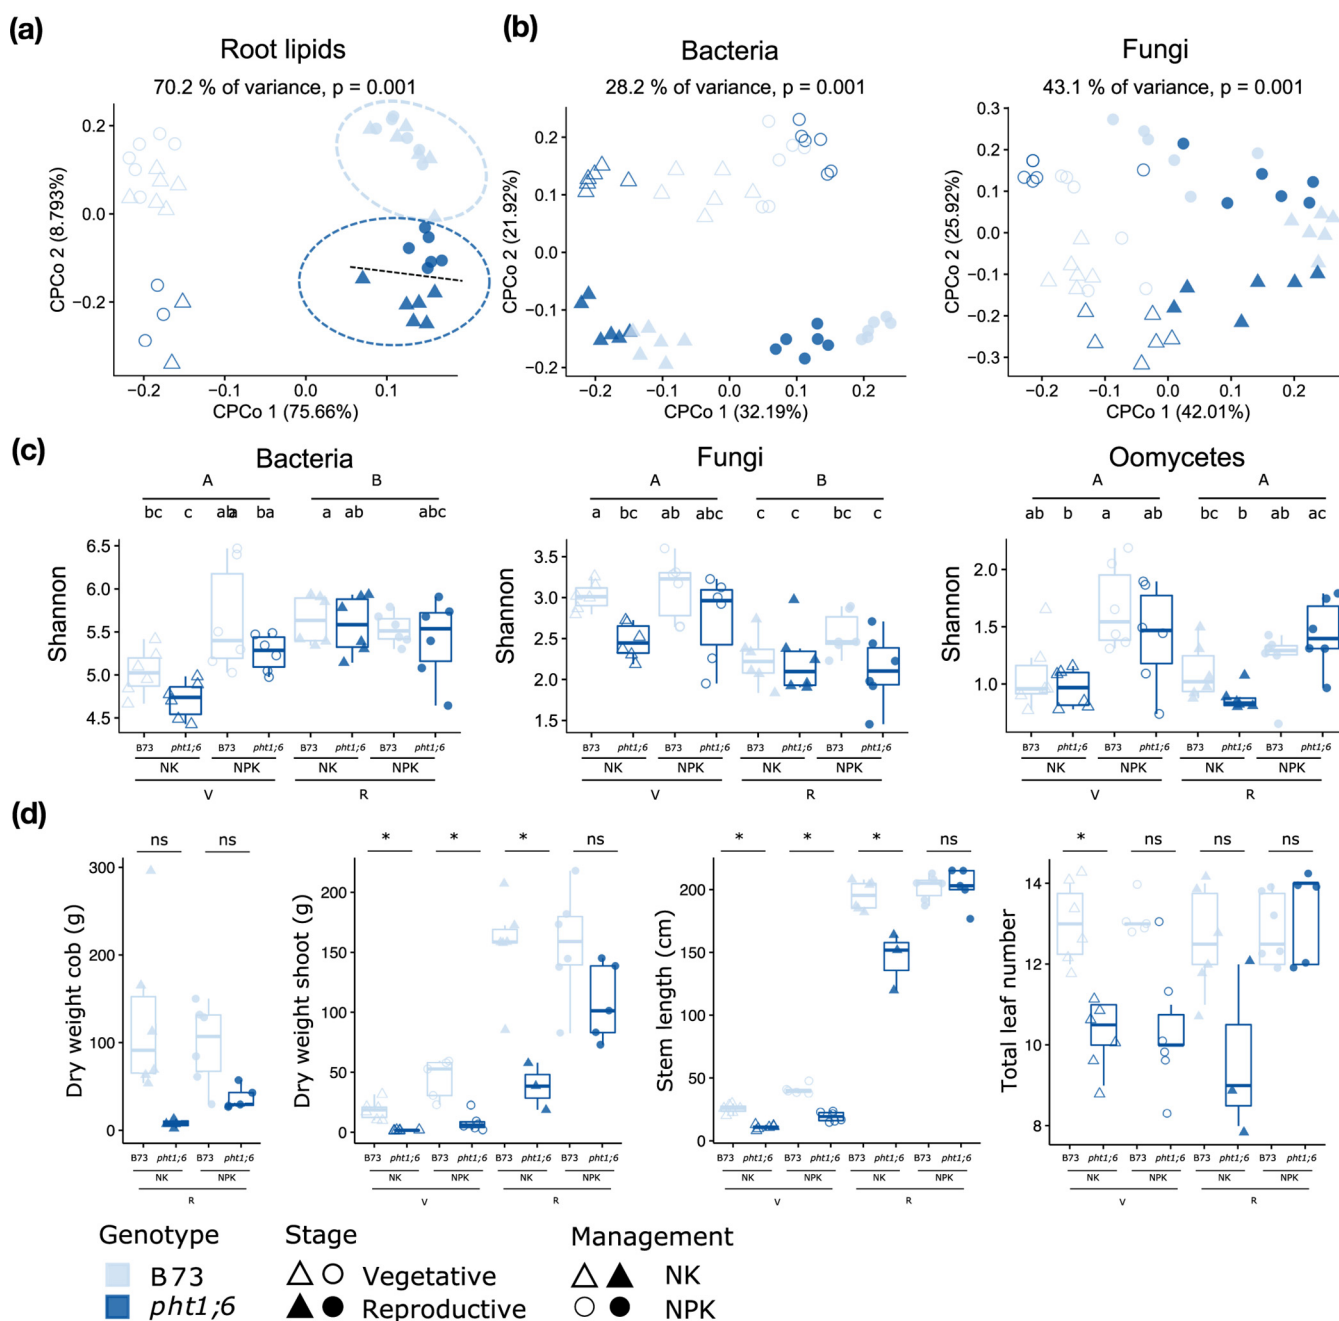 (a)
Root lipids
70.2 % of variance, p = 0.001
CPCo 2 (8.793%)
0.2
0.0
−0.2
−0.2
−0.1
0.0
0.1
CPCo 1 (75.66%)
(b)
Bacteria
28.2 % of variance, p = 0.001
CPCo 2 (21.92%)
0.2
0.1
0.0
−0.1
−0.2
−0.2
−0.1
0.0
0.1
0.2
CPCo 1 (32.19%)
Fungi
43.1 % of variance, p = 0.001
CPCo 2 (25.92%)
0.3
0.2
0.1
0.0
−0.1
−0.2
−0.3
−0.2
−0.1
0.0
0.1
0.2
CPCo 1 (42.01%)
(c)
Bacteria
A B
bc c ab a ba a ab abc
Shannon
6.5
6.0
5.5
5.0
4.5
B73 pht1;6 B73 pht1;6 B73 pht1;6 B73 pht1;6
NK NPK NK NPK
V R
Fungi
A B
a bc ab abc c c bc c
Shannon
3.5
3.0
2.5
2.0
1.5
B73 pht1;6 B73 pht1;6 B73 pht1;6 B73 pht1;6
NK NPK NK NPK
V R
Oomycetes
A A
ab b a ab bc b ab ac
Shannon
2.0
1.5
1.0
B73 pht1;6 B73 pht1;6 B73 pht1;6 B73 pht1;6
NK NPK NK NPK
V R
(d)
ns ns
Dry weight cob (g)
300
200
100
0
B73 pht1;6 B73 pht1;6
NK NPK
R
* * * ns
Dry weight shoot (g)
200
150
100
50
0
B73 pht1;6 B73 pht1;6 B73 pht1;6 B73 pht1;6
NK NPK NK NPK
V R
* * * ns
Stem length (cm)
200
150
100
50
0
B73 pht1;6 B73 pht1;6 B73 pht1;6 B73 pht1;6
NK NPK NK NPK
V R
* ns ns ns
Total leaf number
14
12
10
8
B73 pht1;6 B73 pht1;6 B73 pht1;6 B73 pht1;6
NK NPK NK NPK
V R
Genotype
B73
pht1;6
Stage
Vegetative
Reproductive
Management
NK
NPK